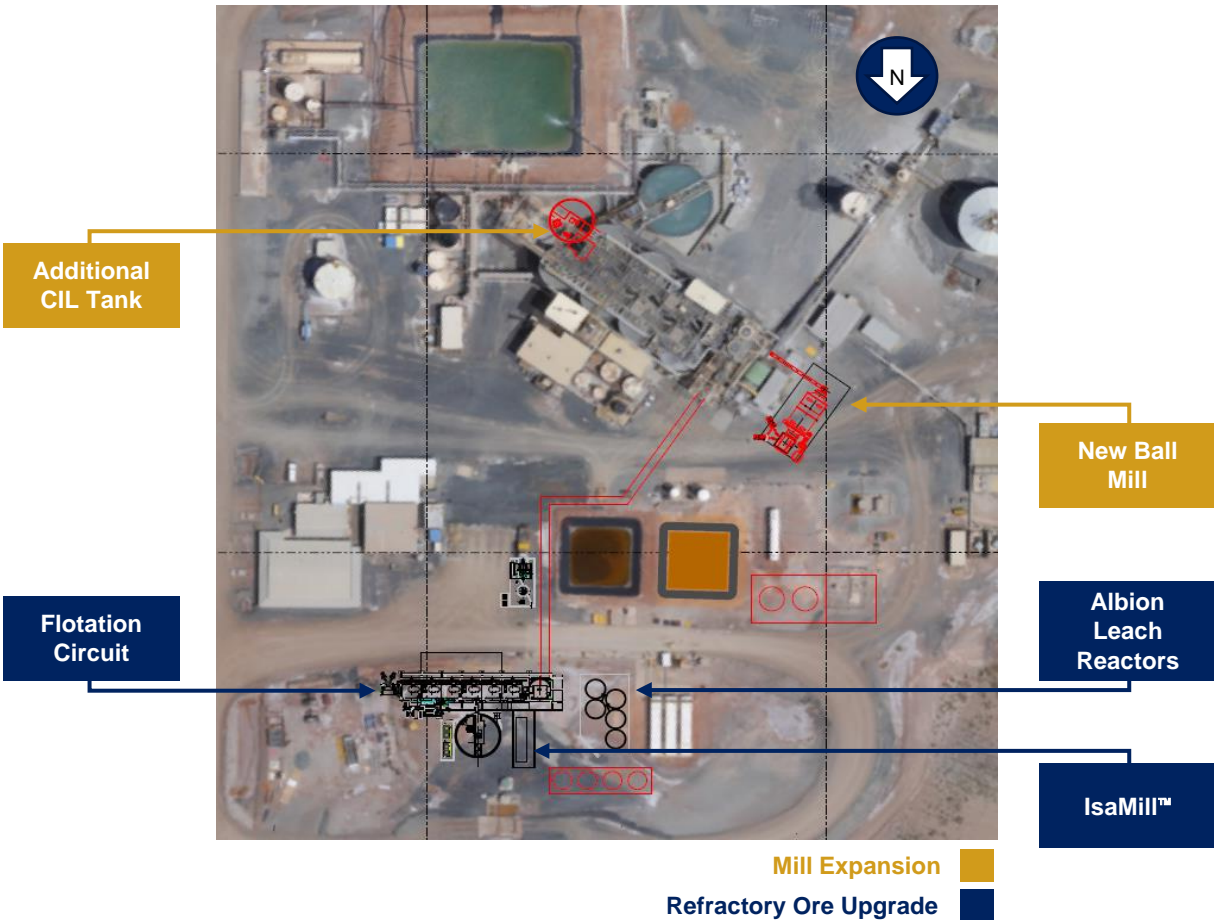 N
Additional
CIL Tank
New Ball
Mill
Flotation
Circuit
Albion
Leach
Reactors
IsaMill™
Mill Expansion
Refractory Ore Upgrade